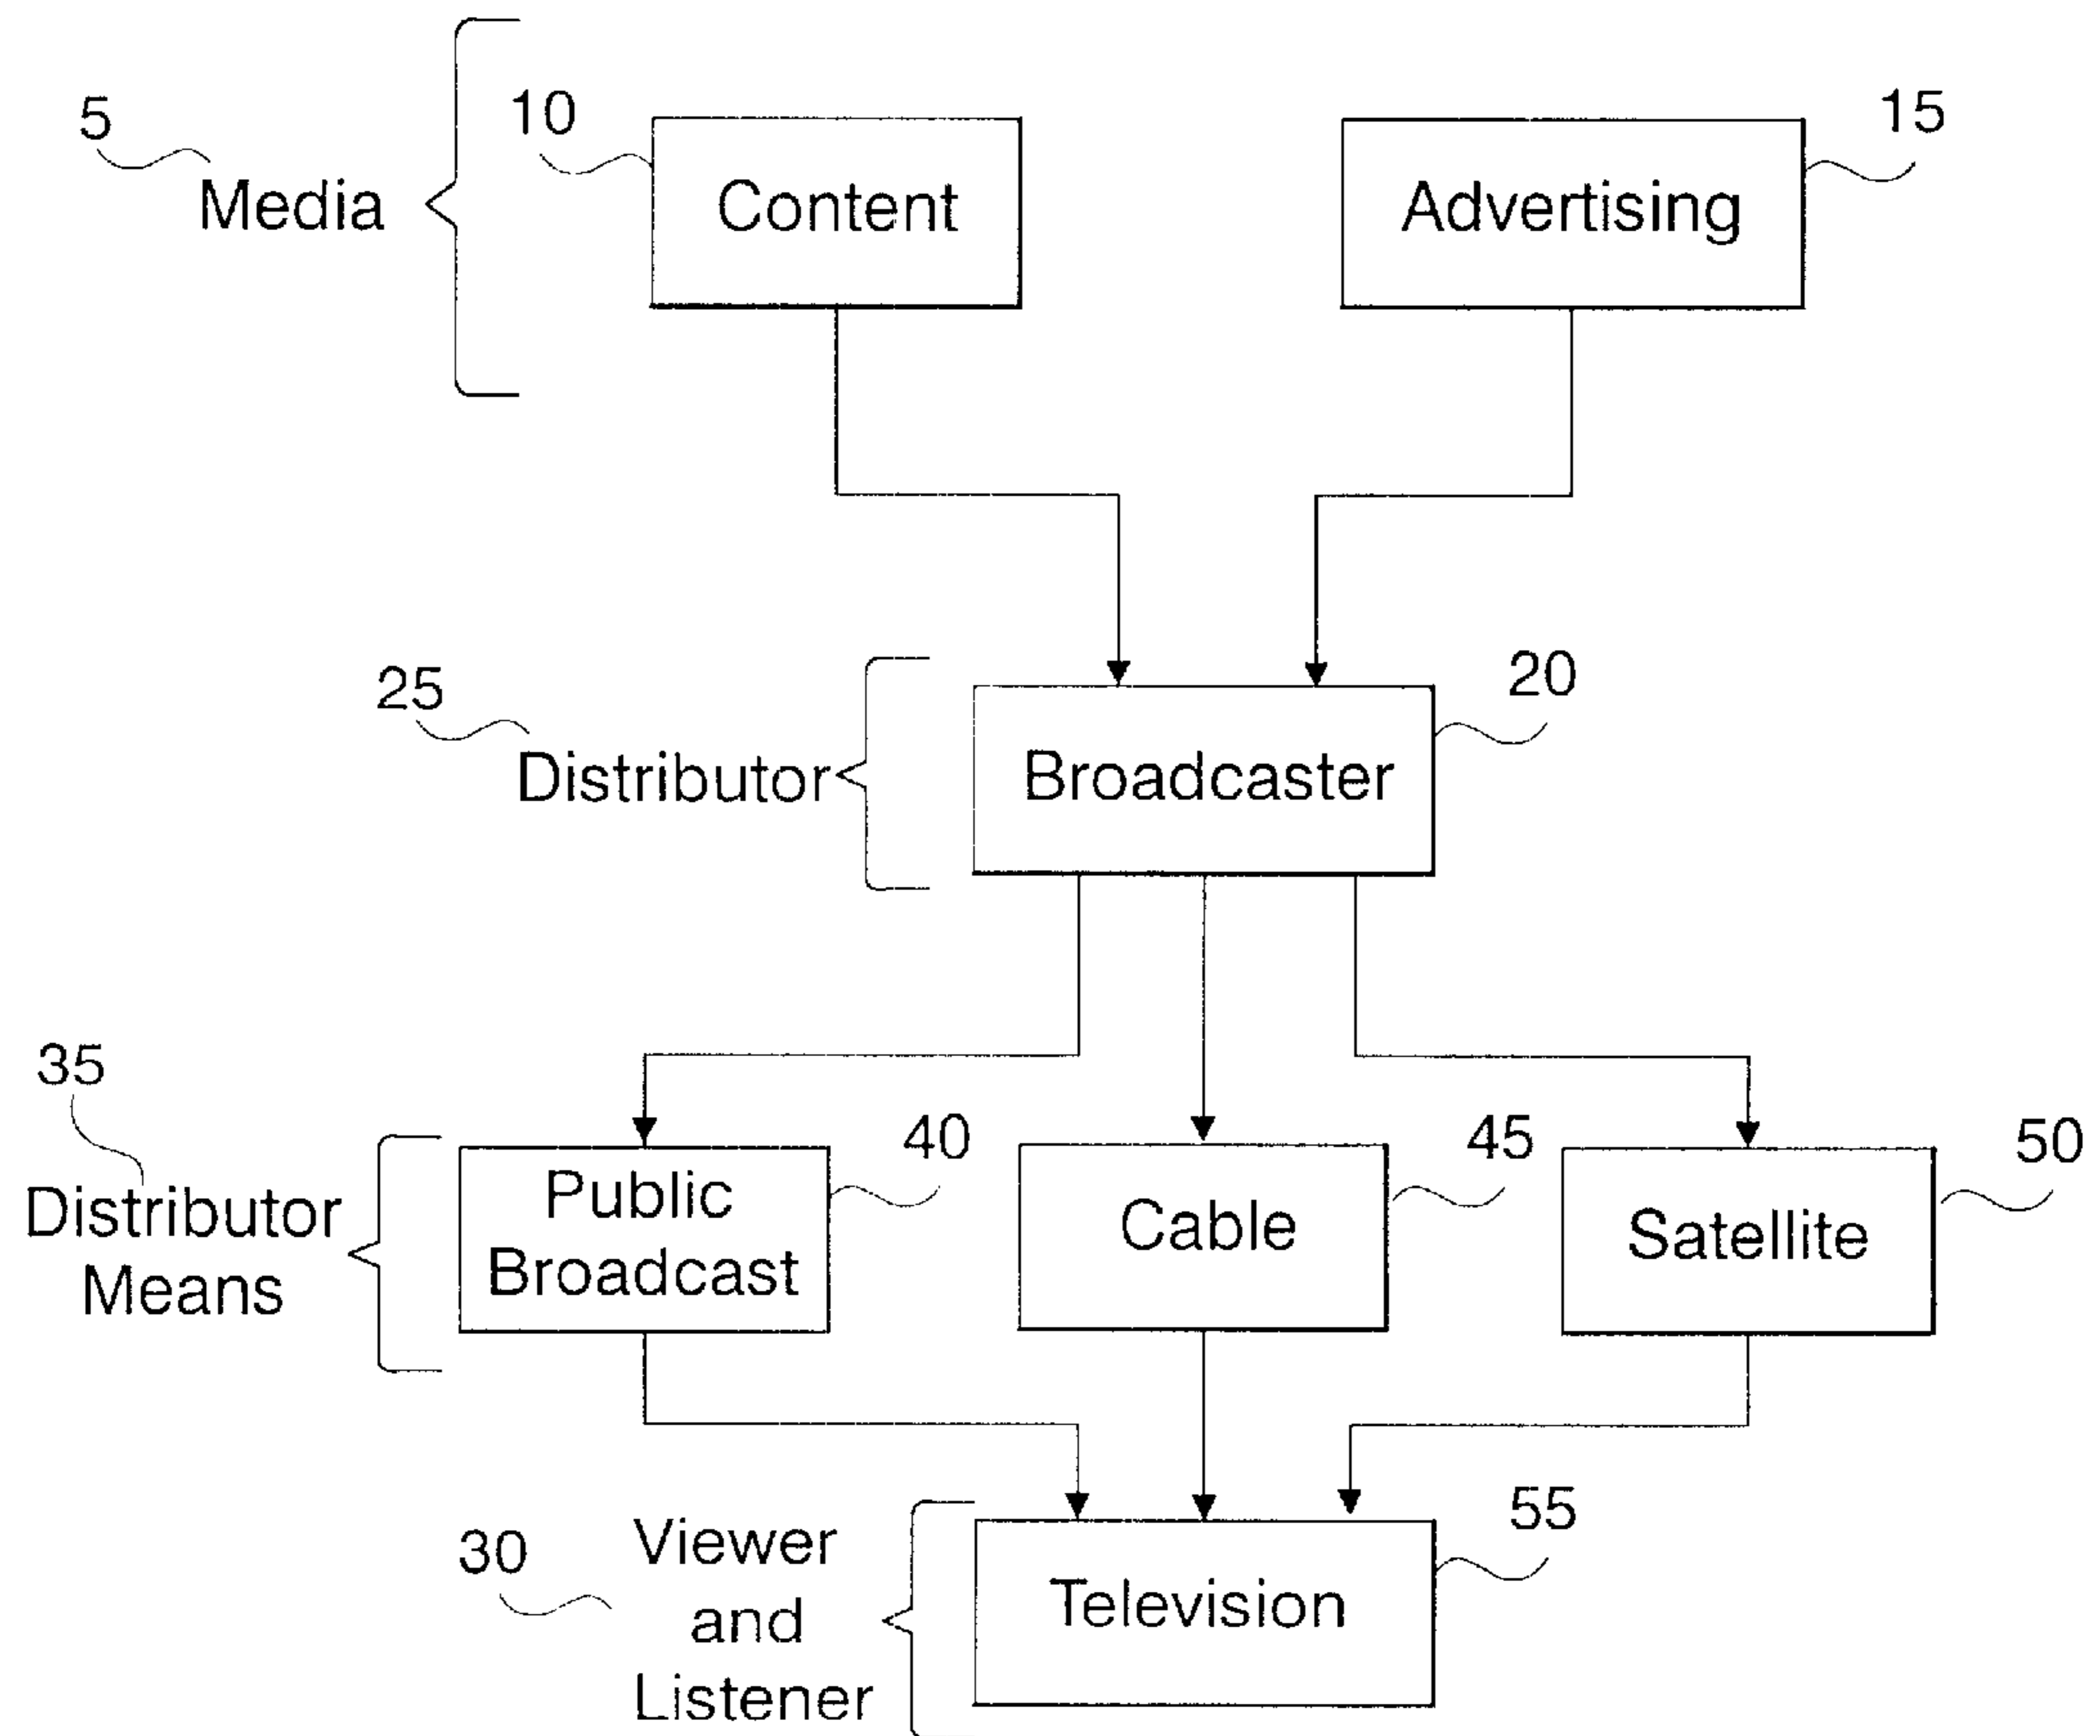 5
Media
10
Content
Advertising
15
25
Distributor
Broadcaster
20
35
Distributor
Means
Public
Broadcast
40
Cable
45
Satellite
50
30
Viewer
and
Listener
Television
55